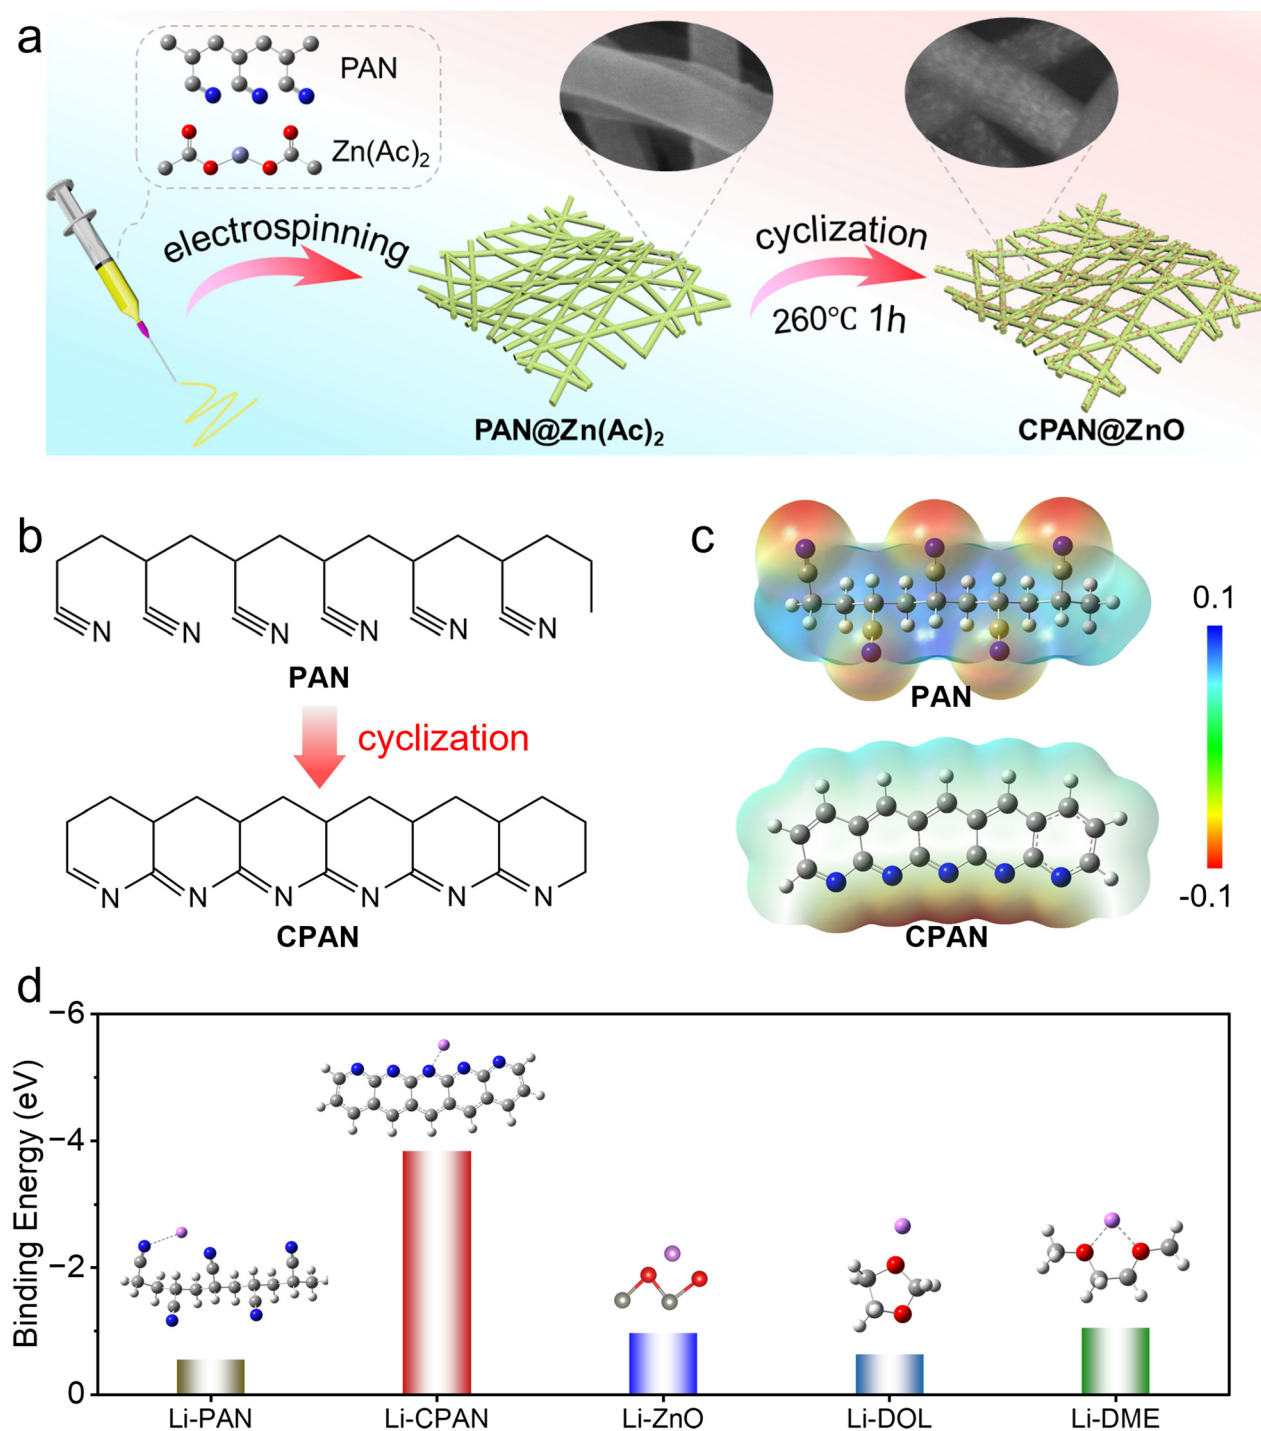 a
PAN
Zn(Ac)₂
electrospinning
cyclization
260℃ 1h
PAN@Zn(Ac)₂
CPAN@ZnO
b
N N N N N N
PAN
cyclization
N N N N N N
CPAN
c
PAN
0.1
-0.1
CPAN
d
Binding Energy (eV)
−6
−4
−2
0
Li-PAN Li-CPAN Li-ZnO Li-DOL Li-DME